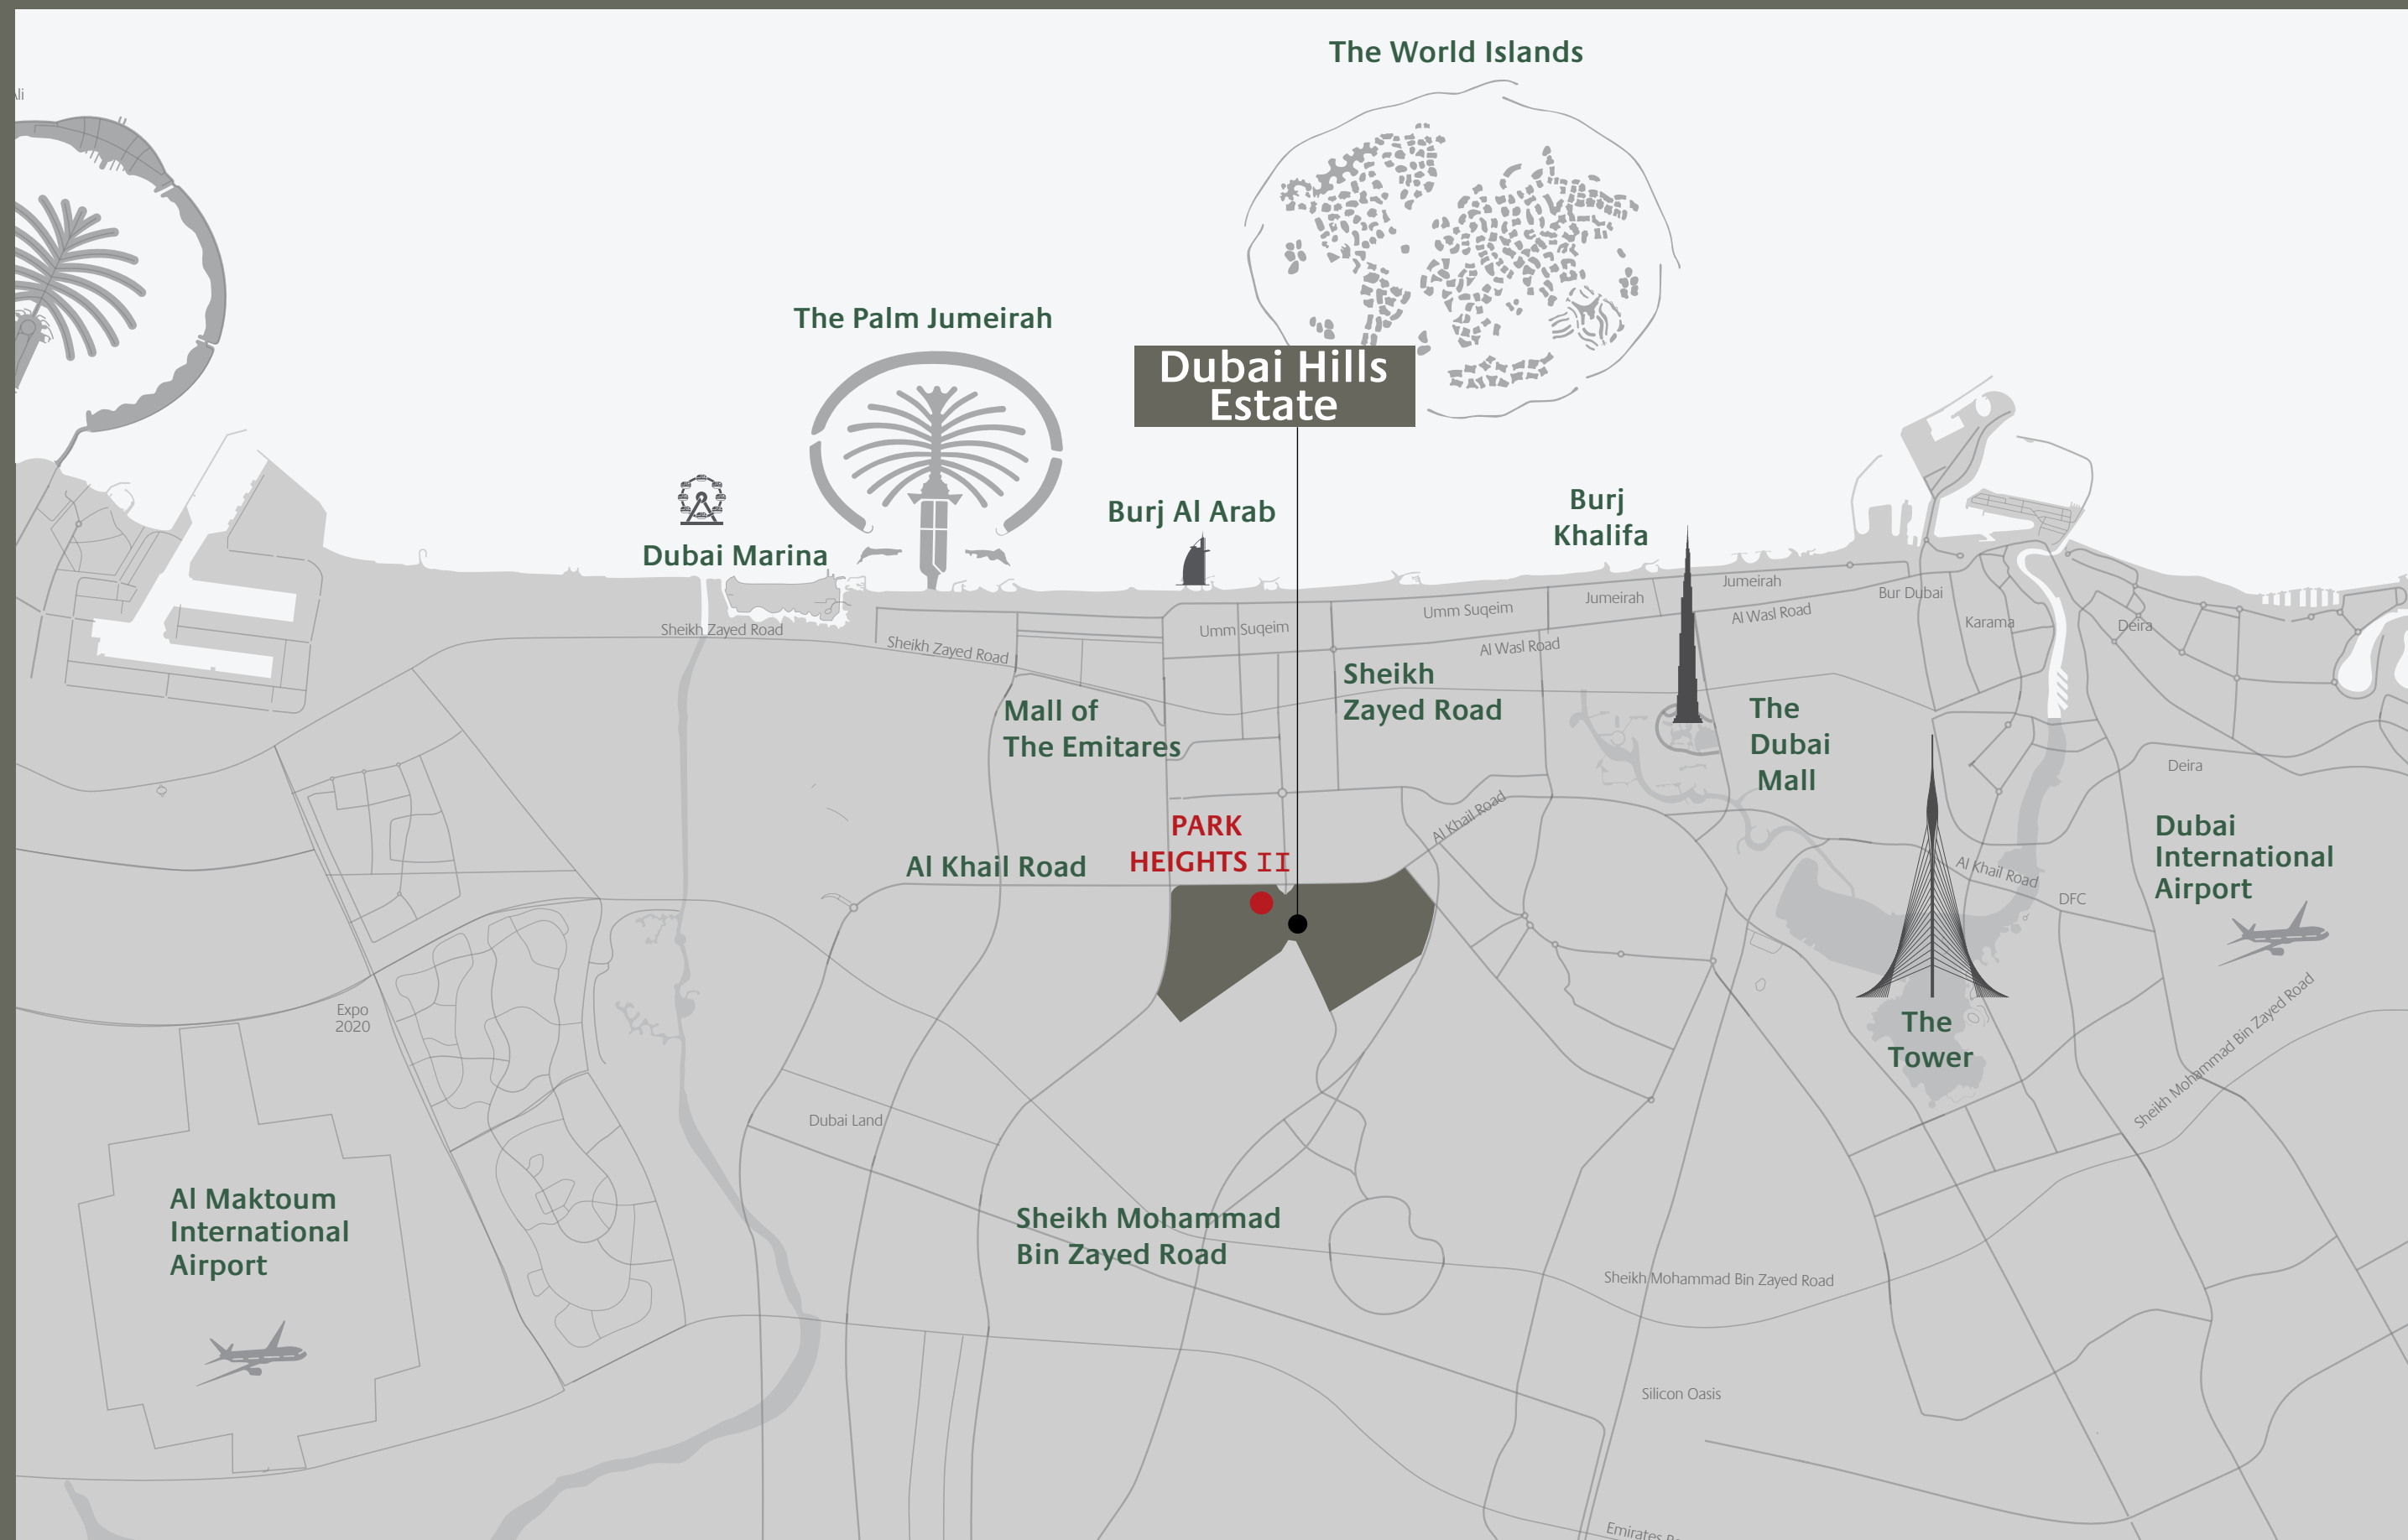 The World Islands
The Palm Jumeirah
Dubai Hills
Estate
Burj Al Arab
Burj
Khalifa
Dubai Marina
Jumeirah
Jumeirah
Bur Dubai
Umm Suqeim
Al Wasl Road
Karama
Deira
Sheikh Zayed Road
Umm Suqeim
Sheikh Zayed Road
Al Wasl Road
Sheikh
Zayed Road
Mall of
The Emitares
The
Dubai
Mall
Deira
Al Khail Road
PARK
HEIGHTS II
Al Khail Road
Dubai
International
Airport
Al Khail Road
DFC
Expo
2020
The
Tower
Sheikh Mohammad Bin Zayed Road
Dubai Land
Al Maktoum
International
Airport
Sheikh Mohammad
Bin Zayed Road
Sheikh Mohammad Bin Zayed Road
Silicon Oasis
Emirates